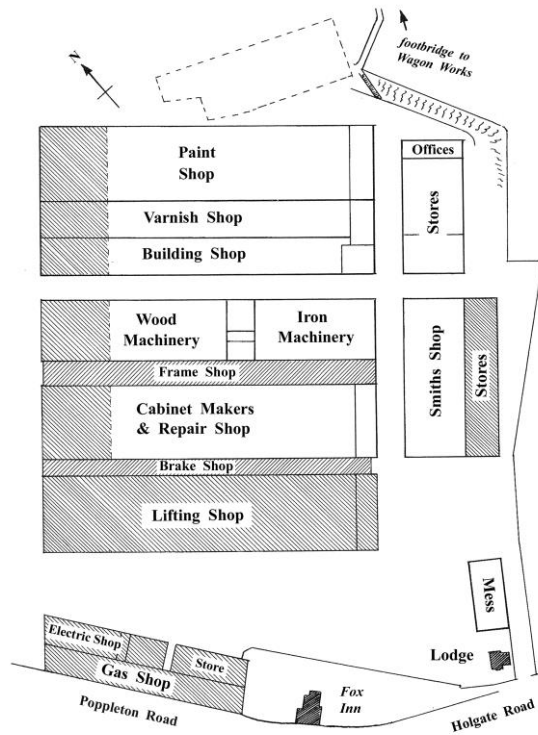 N
footbridge to
Wagon Works
Paint
Shop
Offices
Stores
Varnish Shop
Building Shop
Wood
Machinery
Iron
Machinery
Smiths Shop
Stores
Frame Shop
Cabinet Makers
& Repair Shop
Brake Shop
Lifting Shop
Mess
Electric Shop
Gas Shop
Store
Lodge
Fox
Inn
Poppleton Road
Holgate Road